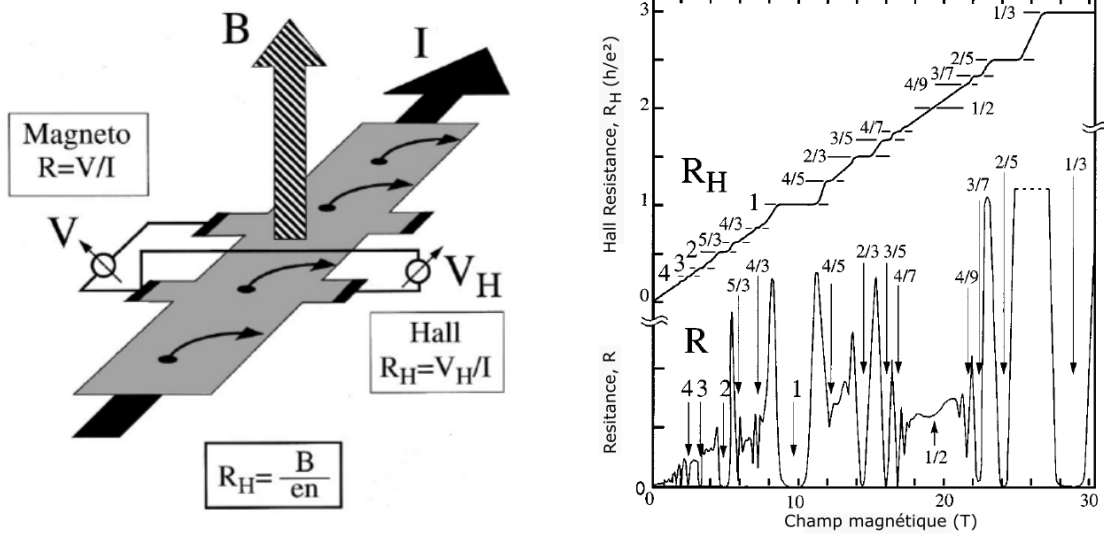 B
I
Magneto
R=V/I
V
V_H
Hall
R_H=V_H/I
R_H= B/en
Hall Resistance, R_H (h/e²)
3
2
1
0
1/3
2/5
3/7
4/9
1/2
4/7
3/5
2/3
4/5
1
4/3
5/3
2
3
4
R_H
Resitance, R
0
R
4 3 2
5/3
4/3
1
4/5
2/3
3/5
4/7
1/2
4/9
3/7
2/5
1/3
0 10 20 30
Champ magnétique (T)